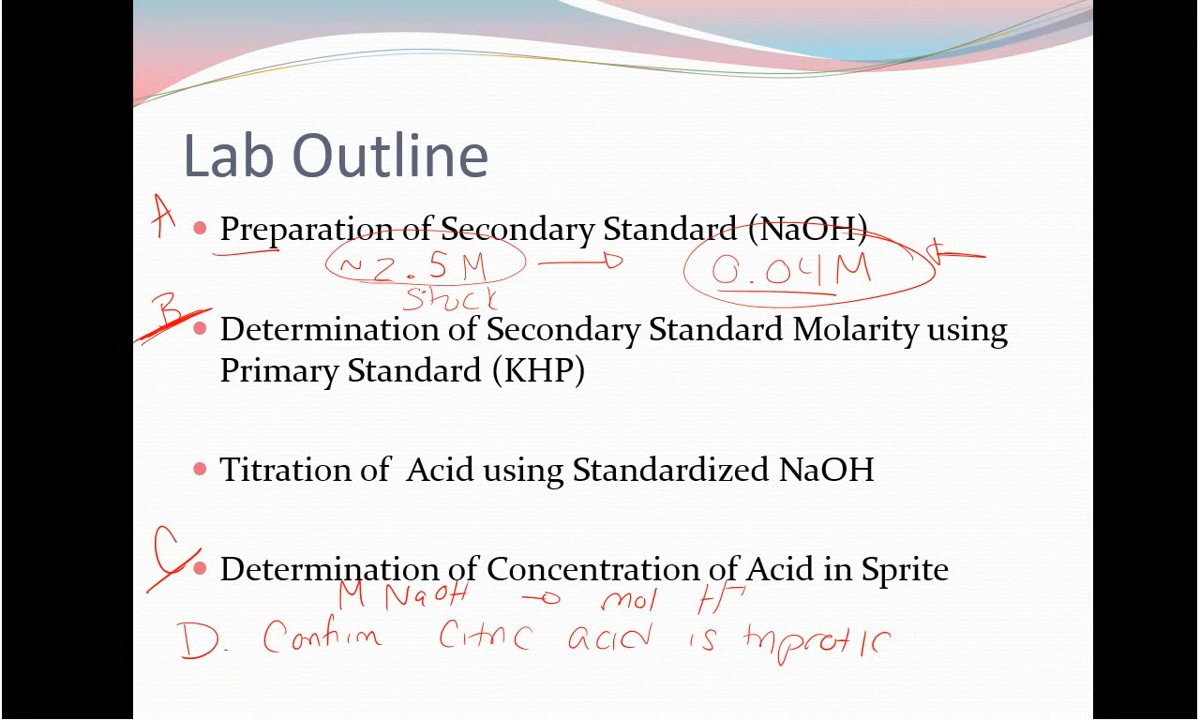 Lab Outline
A
• Preparation of Secondary Standard (NaOH)
~2.5 M → 0.04 M
Stock
B
• Determination of Secondary Standard Molarity using
Primary Standard (KHP)
• Titration of Acid using Standardized NaOH
C
• Determination of Concentration of Acid in Sprite
M NaOH → mol H+
D. Confirm Citric acid is triprotic